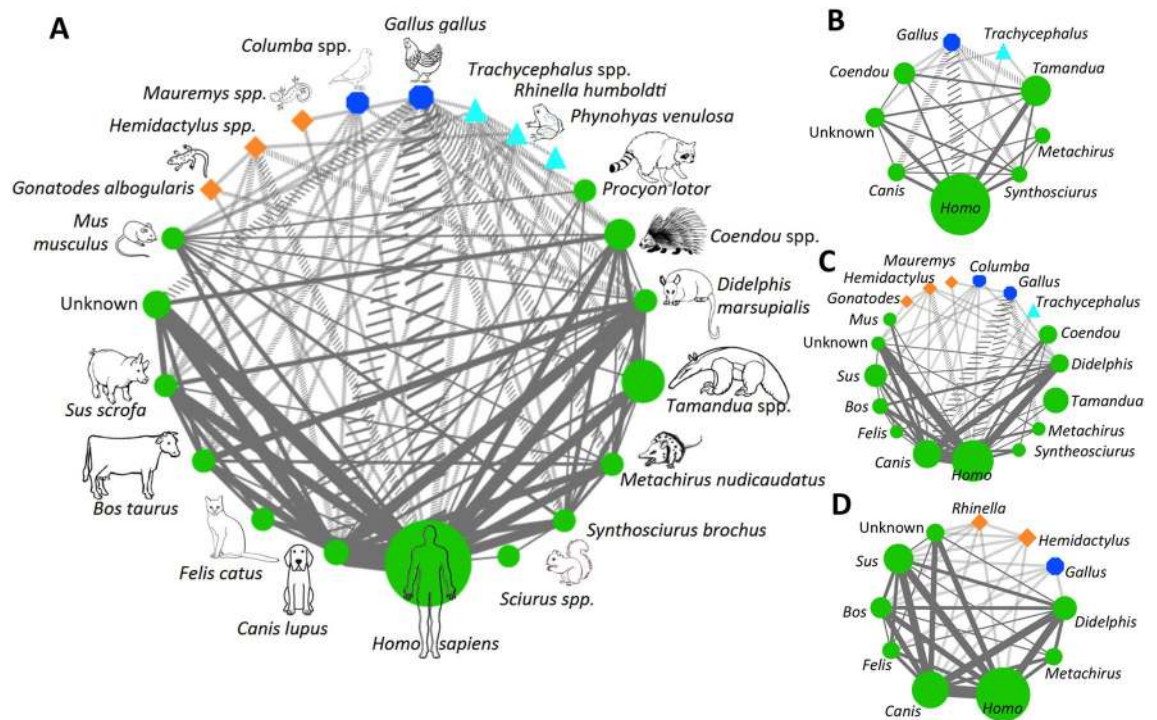 A
Gallus gallus
Columba spp.
Trachycephalus spp.
Rhinella humboldti
Mauremys spp.
Phynohyas venulosa
Hemidactylus spp.
Gonatodes albogularis
Procyon lotor
Mus
musculus
Coendou spp.
Unknown
Didelphis
marsupialis
Sus scrofa
Tamandua spp.
Bos taurus
Metachirus nudicaudatus
Synthosciurus brochus
Felis catus
Sciurus spp.
Canis lupus
Homo sapiens
B
Gallus
Trachycephalus
Coendou
Tamandua
Unknown
Metachirus
Canis
Synthosciurus
Homo
C
Mauremys
Columba
Hemidactylus
Gallus
Gonatodes
Trachycephalus
Mus
Coendou
Unknown
Didelphis
Sus
Tamandua
Bos
Metachirus
Felis
Syntheosciurus
Canis
Homo
D
Rhinella
Unknown
Hemidactylus
Sus
Gallus
Bos
Didelphis
Felis
Metachirus
Canis
Homo